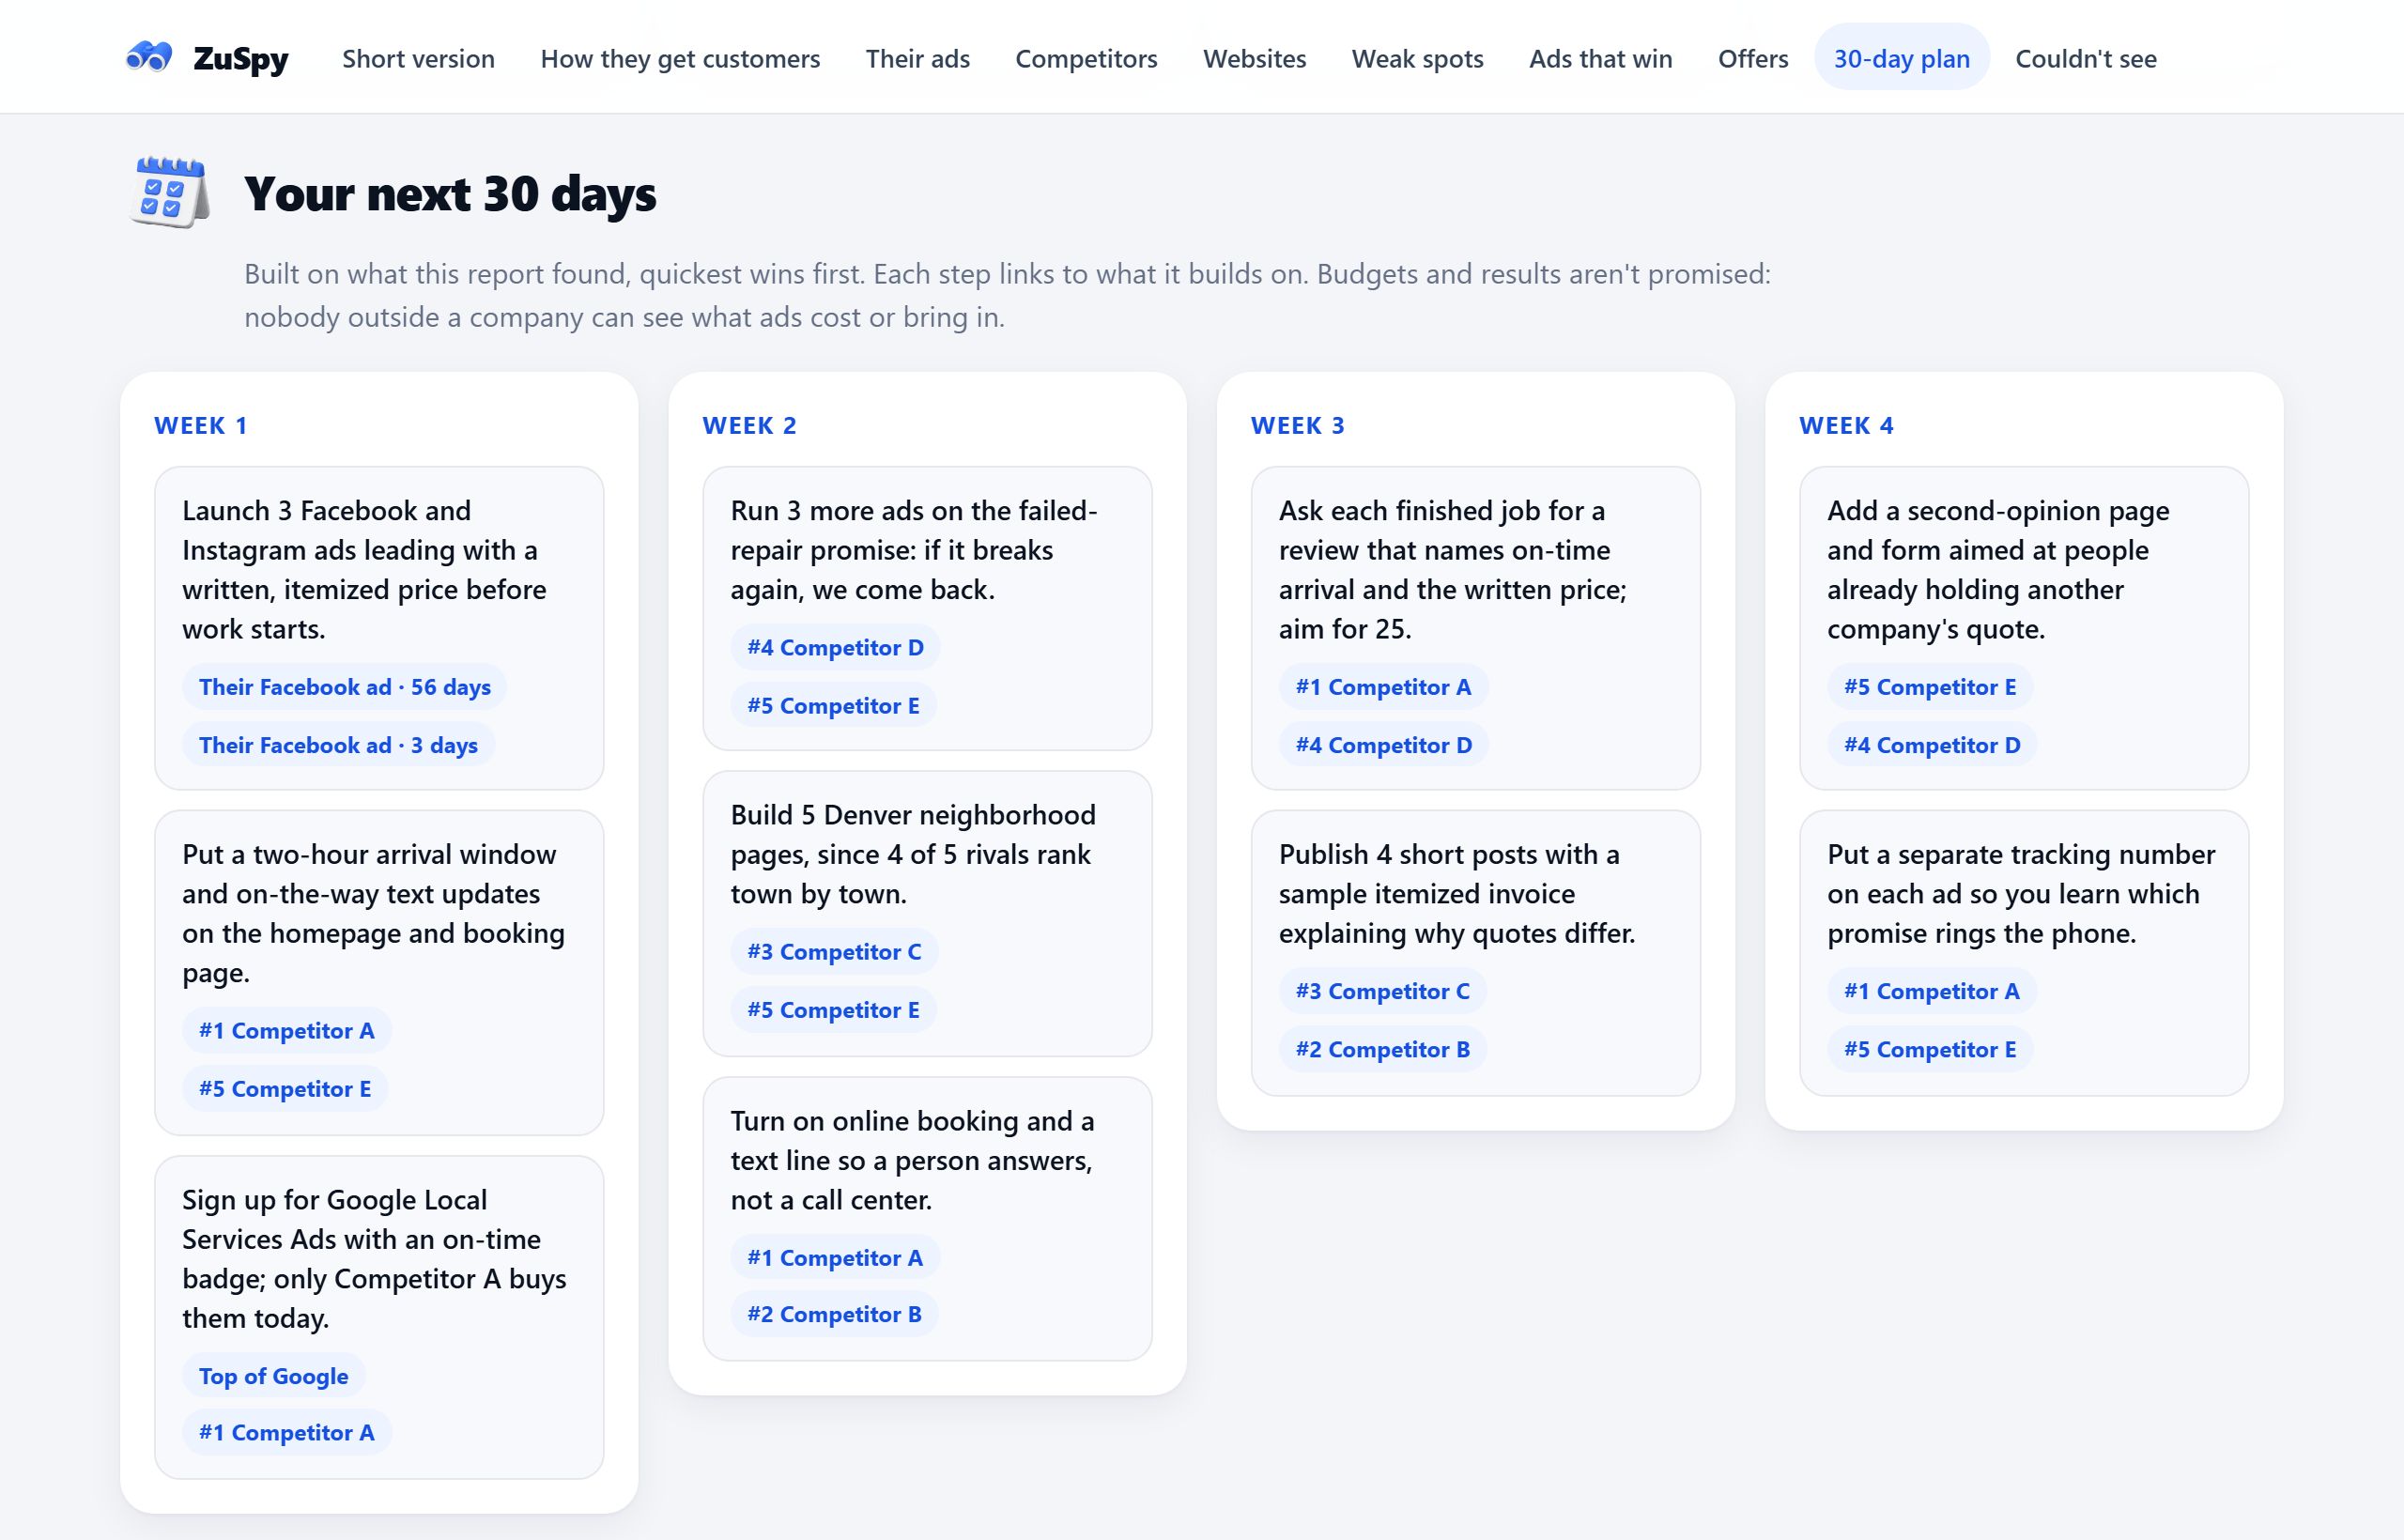 ZuSpy
Short version
How they get customers
Their ads
Competitors
Websites
Weak spots
Ads that win
Offers
30-day plan
Couldn't see
Your next 30 days
Built on what this report found, quickest wins first. Each step links to what it builds on. Budgets and results aren't promised:
nobody outside a company can see what ads cost or bring in.
WEEK 1
Launch 3 Facebook and
Instagram ads leading with a
written, itemized price before
work starts.
Their Facebook ad · 56 days
Their Facebook ad · 3 days
Put a two-hour arrival window
and on-the-way text updates
on the homepage and booking
page.
#1 Competitor A
#5 Competitor E
Sign up for Google Local
Services Ads with an on-time
badge; only Competitor A buys
them today.
Top of Google
#1 Competitor A
WEEK 2
Run 3 more ads on the failed-
repair promise: if it breaks
again, we come back.
#4 Competitor D
#5 Competitor E
Build 5 Denver neighborhood
pages, since 4 of 5 rivals rank
town by town.
#3 Competitor C
#5 Competitor E
Turn on online booking and a
text line so a person answers,
not a call center.
#1 Competitor A
#2 Competitor B
WEEK 3
Ask each finished job for a
review that names on-time
arrival and the written price;
aim for 25.
#1 Competitor A
#4 Competitor D
Publish 4 short posts with a
sample itemized invoice
explaining why quotes differ.
#3 Competitor C
#2 Competitor B
WEEK 4
Add a second-opinion page
and form aimed at people
already holding another
company's quote.
#5 Competitor E
#4 Competitor D
Put a separate tracking number
on each ad so you learn which
promise rings the phone.
#1 Competitor A
#5 Competitor E